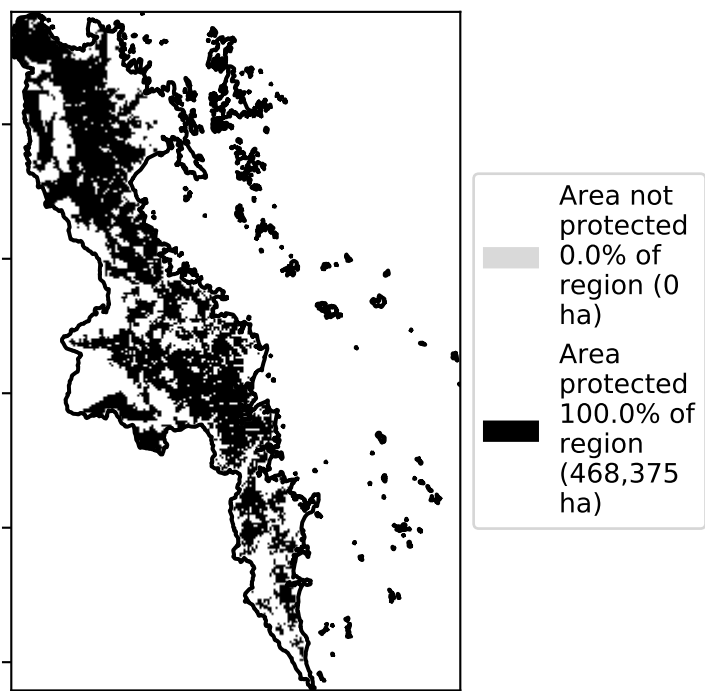 Area not
protected
0.0% of
region (0
ha)
Area
protected
100.0% of
region
(468,375
ha)